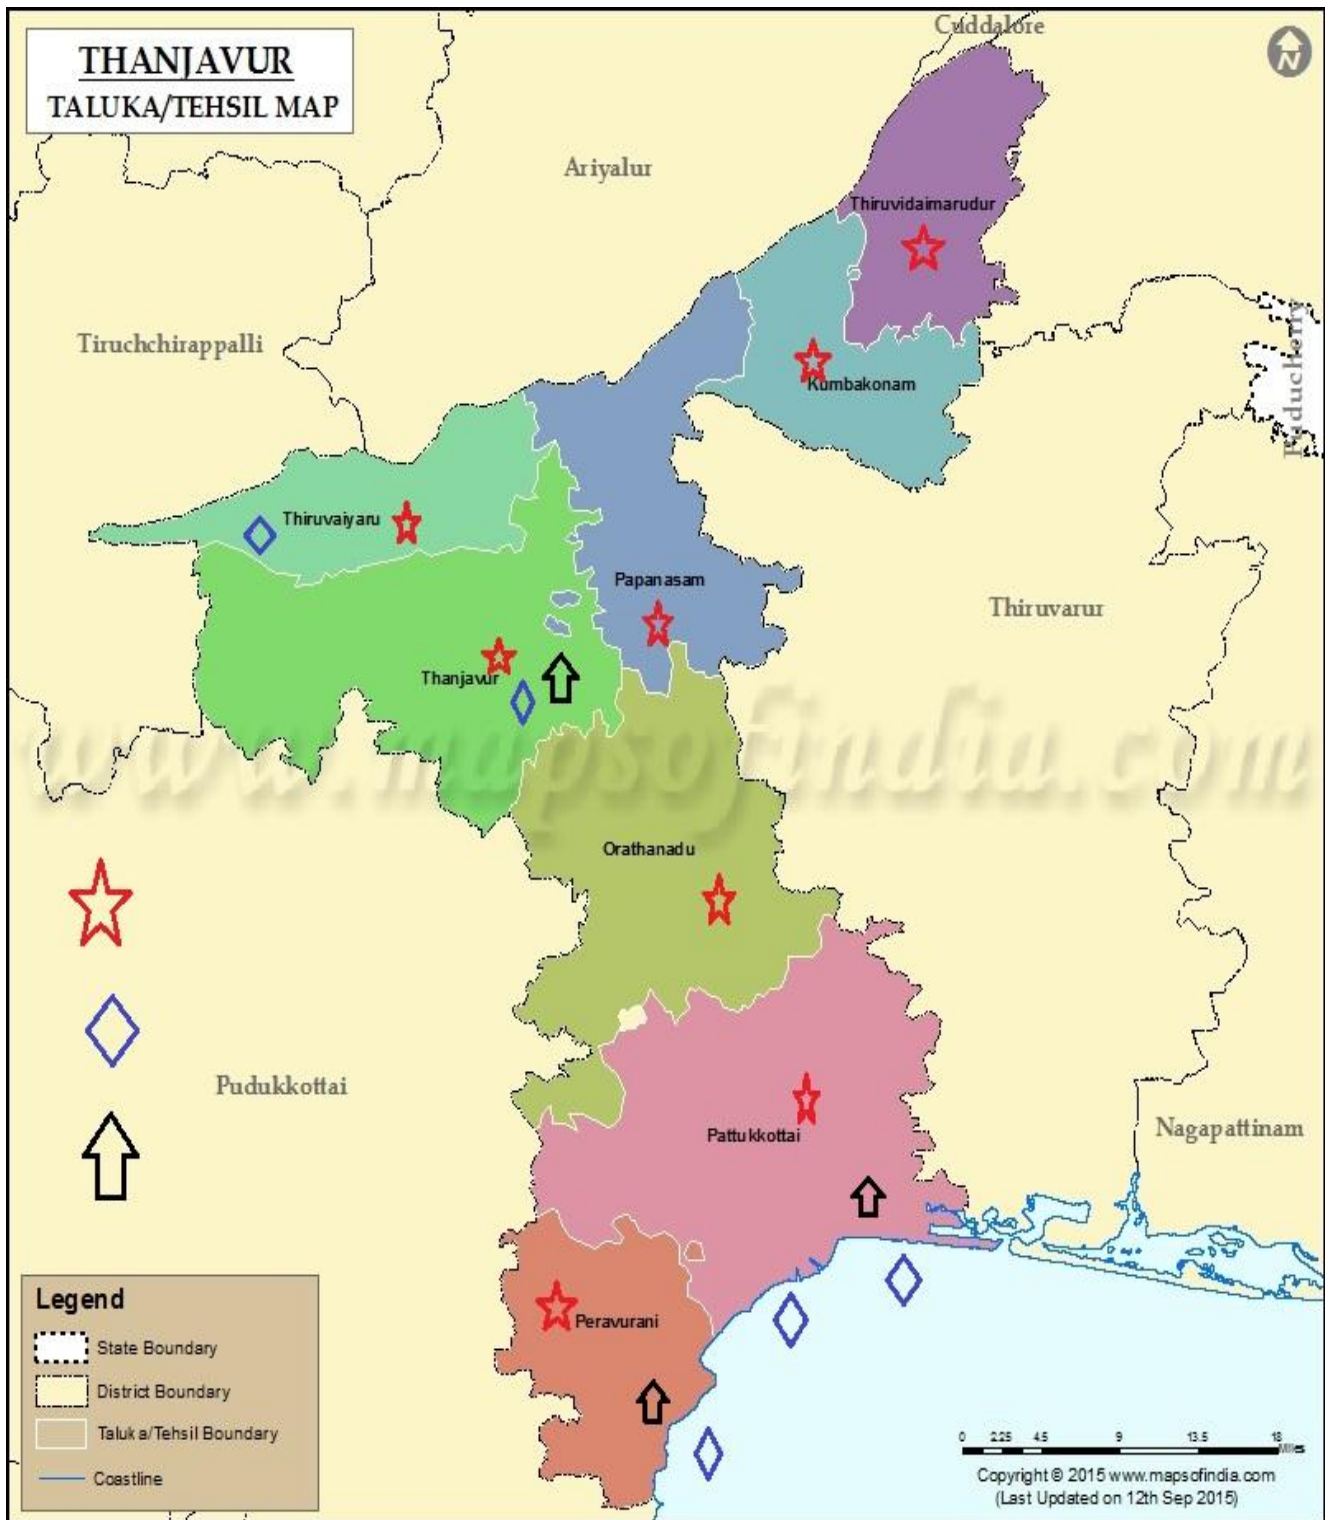 THANJAVUR
TALUKA/TEHSIL MAP
Cuddalore
N
Ariyalur
Thiruvidaimarudur
Tiruchchirappalli
Puducherry
Kumbakonam
Thiruvaiyaru
Papanasam
Thiruvarur
Thanjavur
www.mapsofindia.com
Orathanadu
Pudukkottai
Pattukkottai
Nagapattinam
Peravurani
Legend
State Boundary
District Boundary
Taluka/Tehsil Boundary
Coastline
0 2.25 4.5 9 13.5 18
Miles
Copyright © 2015 www.mapsofindia.com
(Last Updated on 12th Sep 2015)